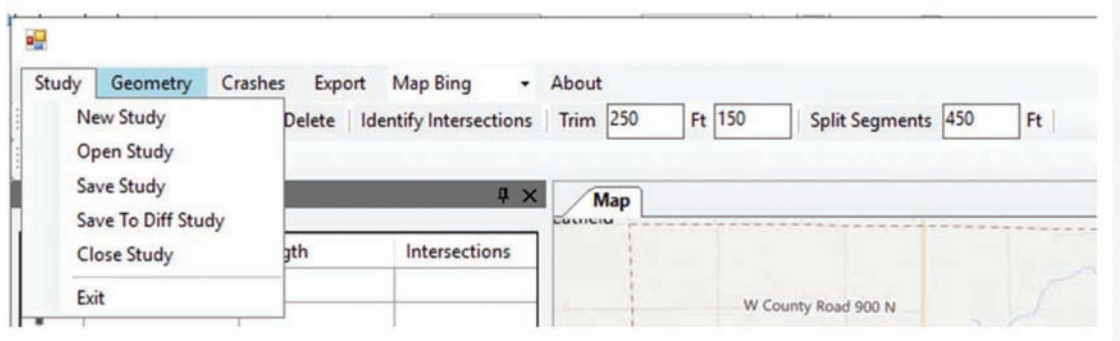 Study Geometry Crashes Export Map Bing About
New Study
Delete Identify Intersections Trim 250 Ft 150 Split Segments 450 Ft
Open Study
Save Study
Map
Save To Diff Study
Close Study
Intersections
Exit
W County Road 900 N